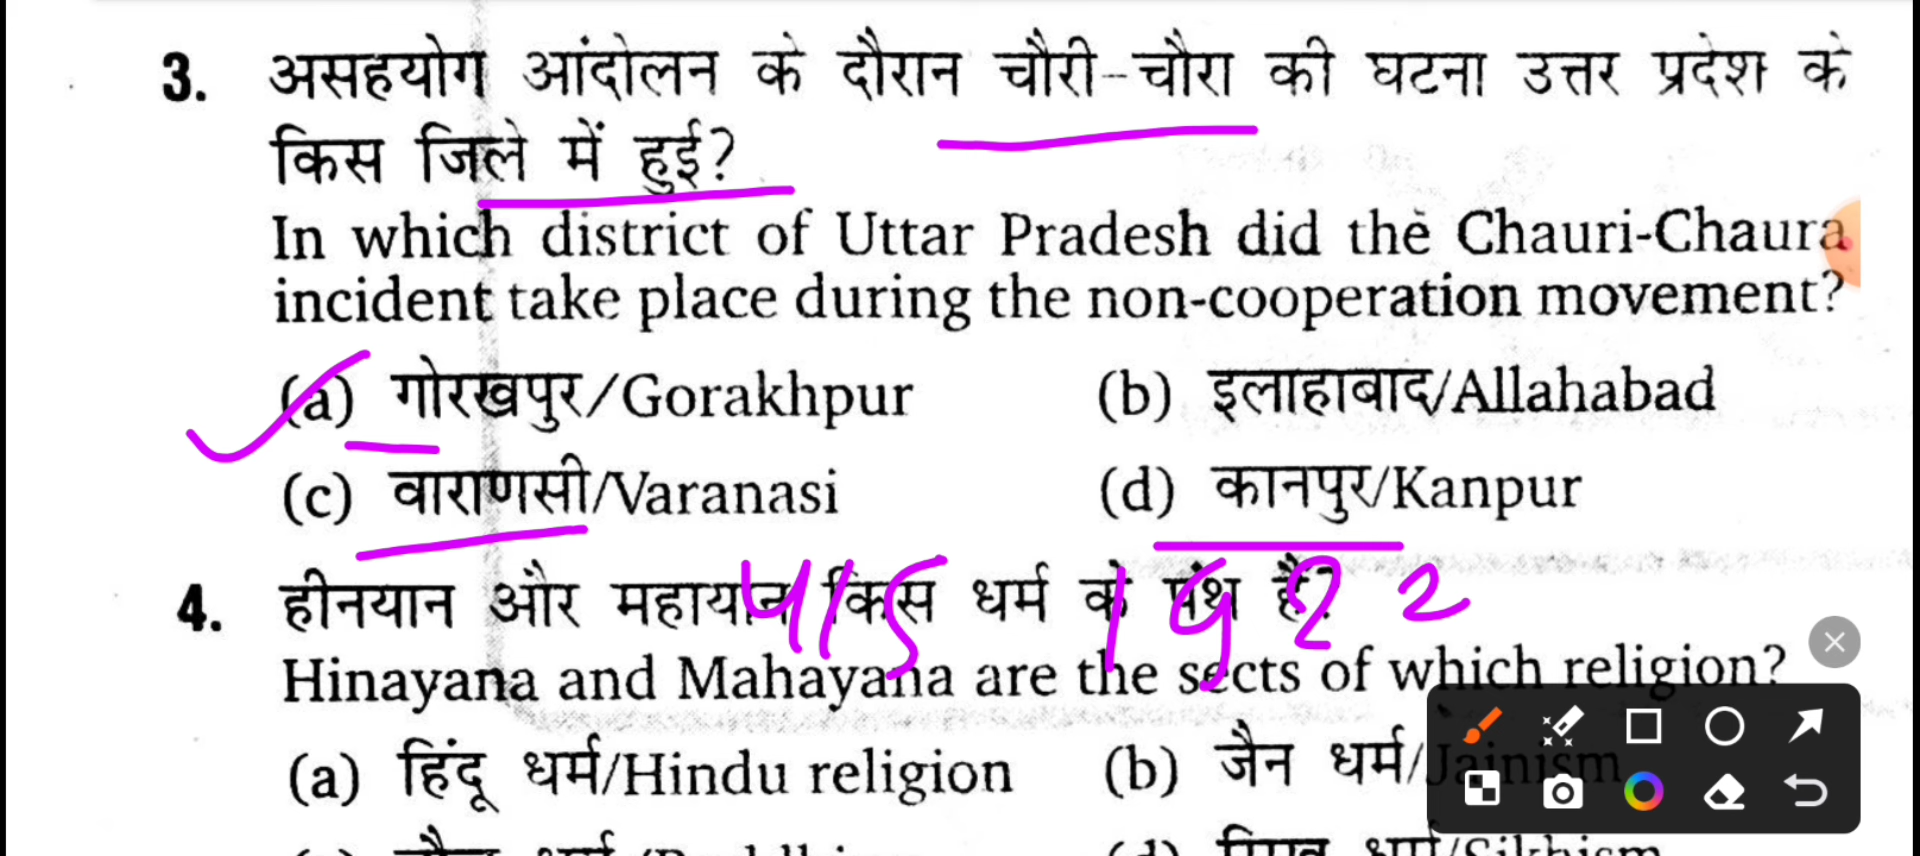 3. असहयोग आंदोलन के दौरान चौरी-चौरा की घटना उत्तर प्रदेश के
किस जिले में हुई?
In which district of Uttar Pradesh did the Chauri-Chaura
incident take place during the non-cooperation movement?
(a) गोरखपुर/Gorakhpur (b) इलाहाबाद/Allahabad
(c) वाराणसी/Varanasi (d) कानपुर/Kanpur
4. हीनयान और महायान किस धर्म के पंथ हैं?
4/5 1922
Hinayana and Mahayana are the sects of which religion?
(a) हिंदू धर्म/Hindu religion (b) जैन धर्म/Jainism